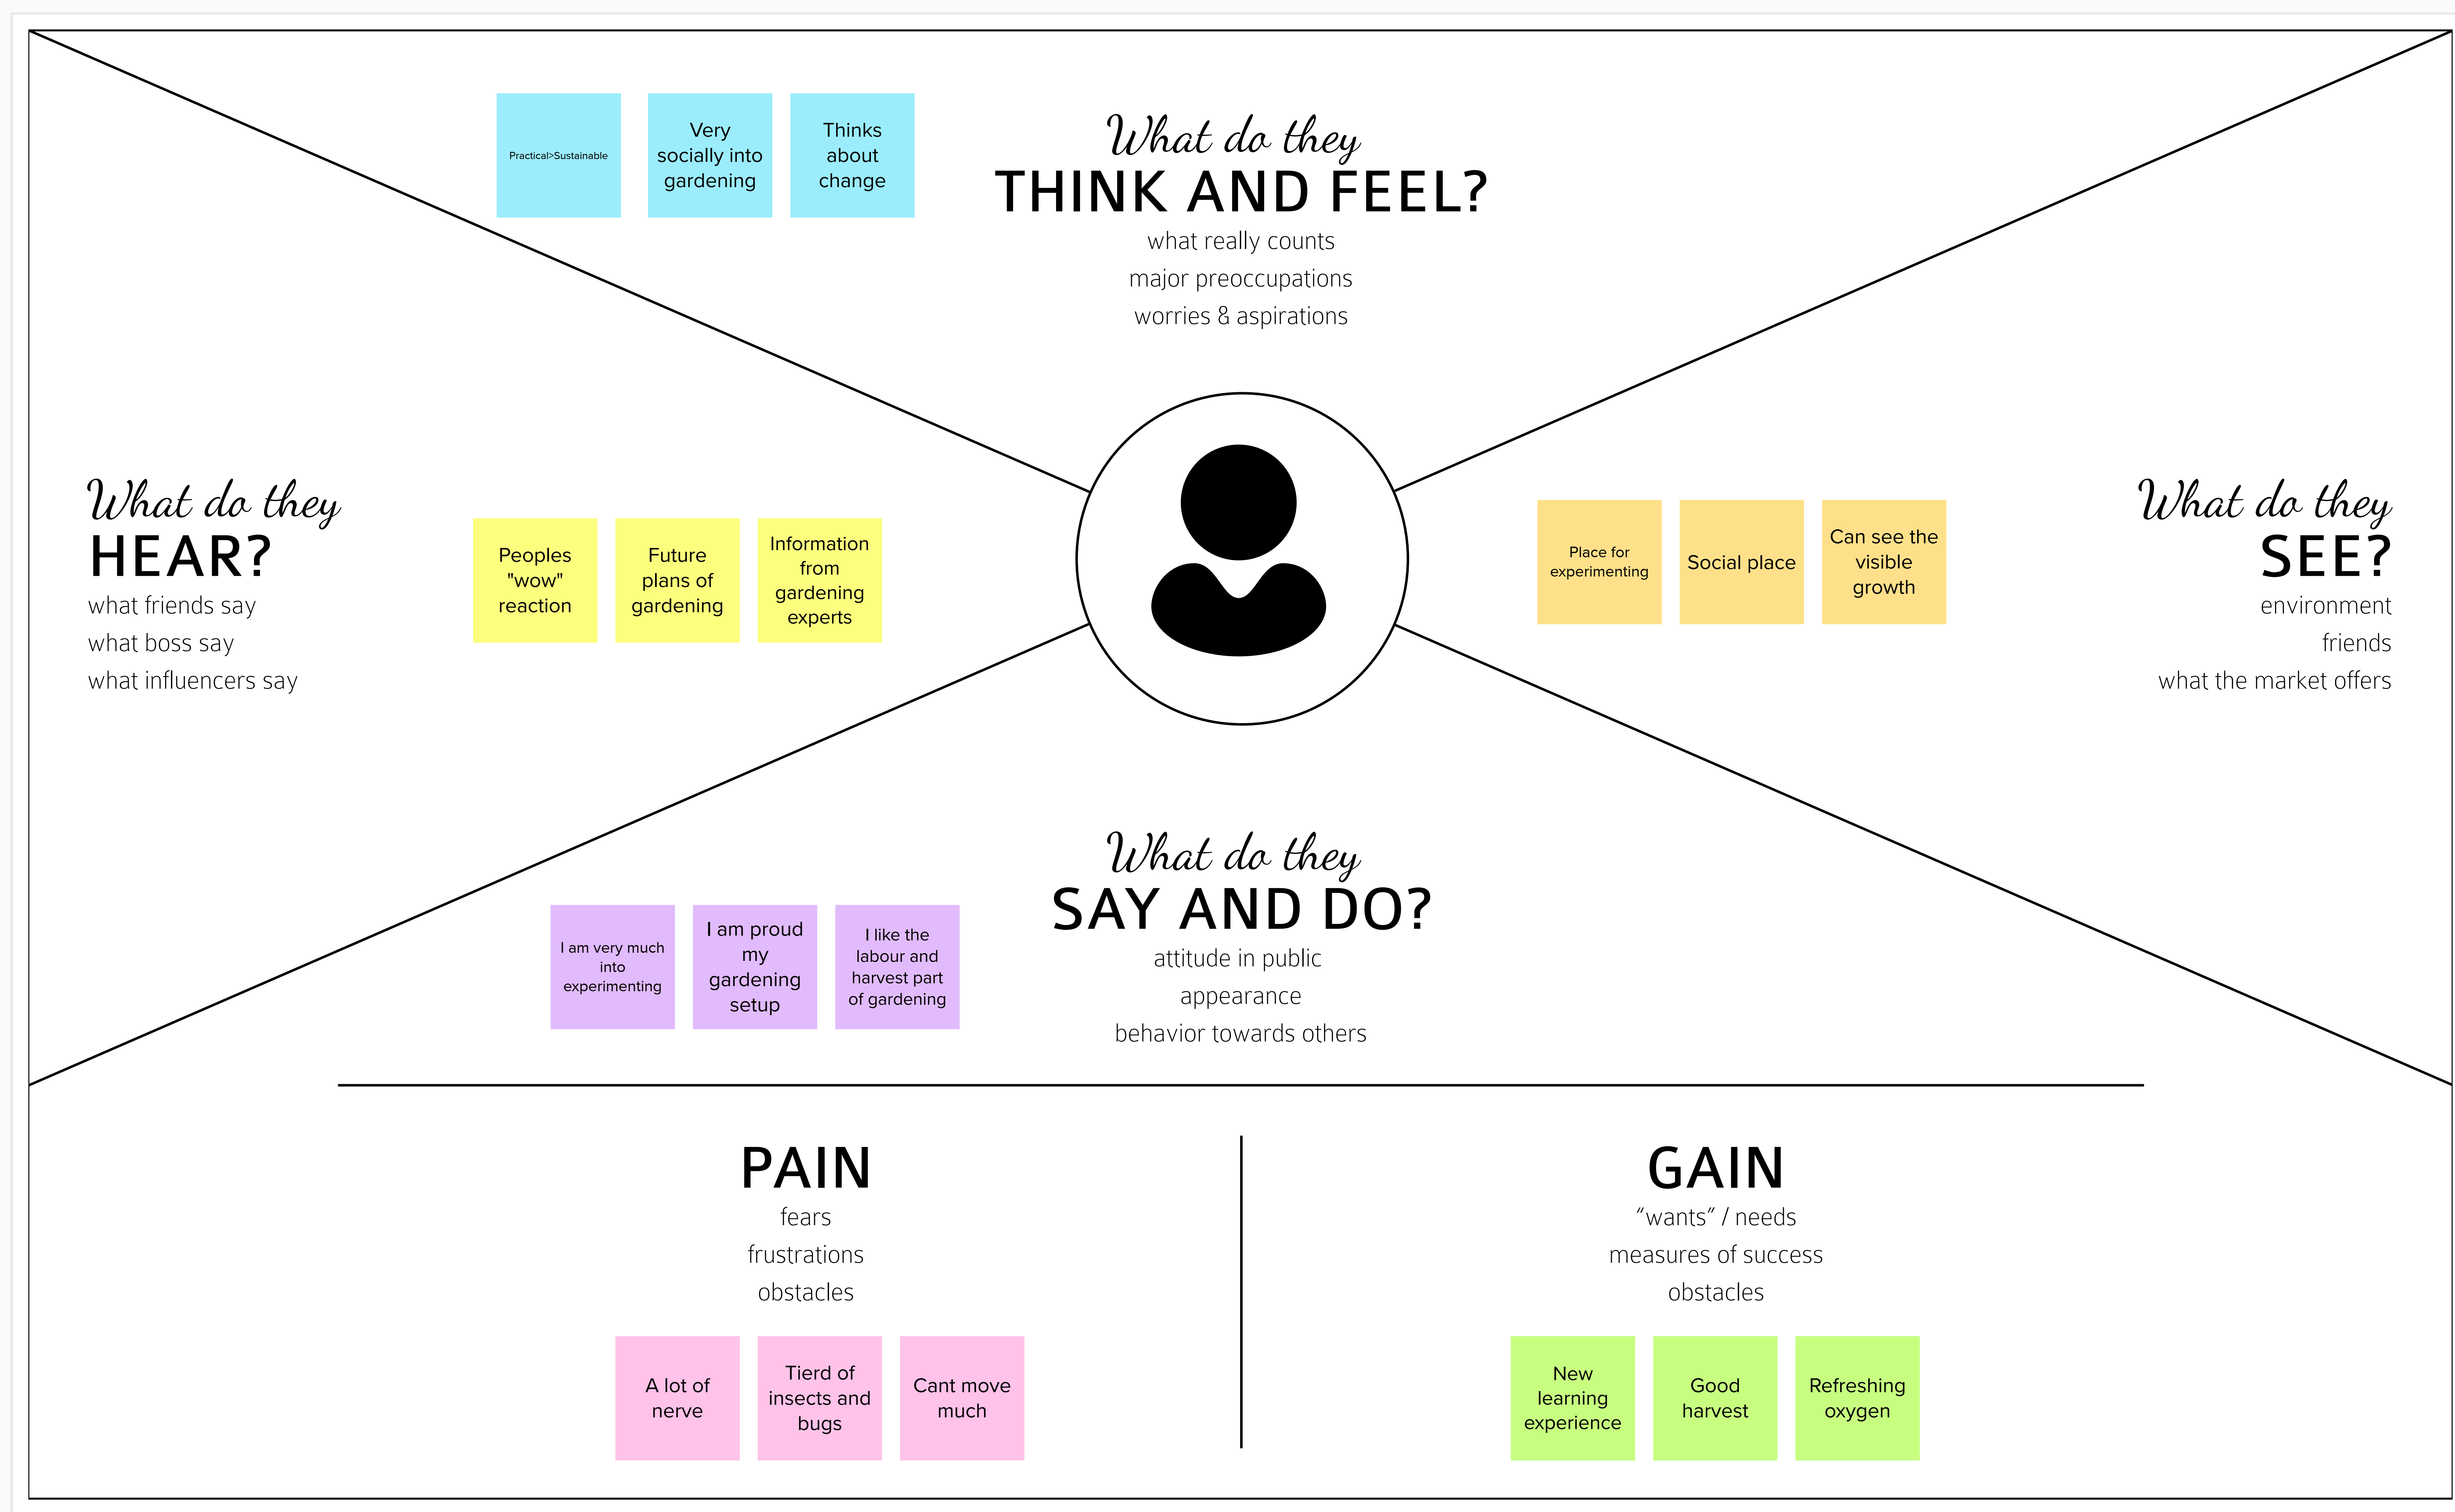 Practical>Sustainable
Very
socially into
gardening
Thinks
about
change
What do they
THINK AND FEEL?
what really counts
major preoccupations
worries & aspirations
What do they
HEAR?
what friends say
what boss say
what influencers say
Peoples
"wow"
reaction
Future
plans of
gardening
Information
from
gardening
experts
Place for
experimenting
Social place
Can see the
visible
growth
What do they
SEE?
environment
friends
what the market offers
What do they
SAY AND DO?
attitude in public
appearance
behavior towards others
I am very much
into
experimenting
I am proud
my
gardening
setup
I like the
labour and
harvest part
of gardening
PAIN
fears
frustrations
obstacles
A lot of
nerve
Tierd of
insects and
bugs
Cant move
much
GAIN
“wants” / needs
measures of success
obstacles
New
learning
experience
Good
harvest
Refreshing
oxygen